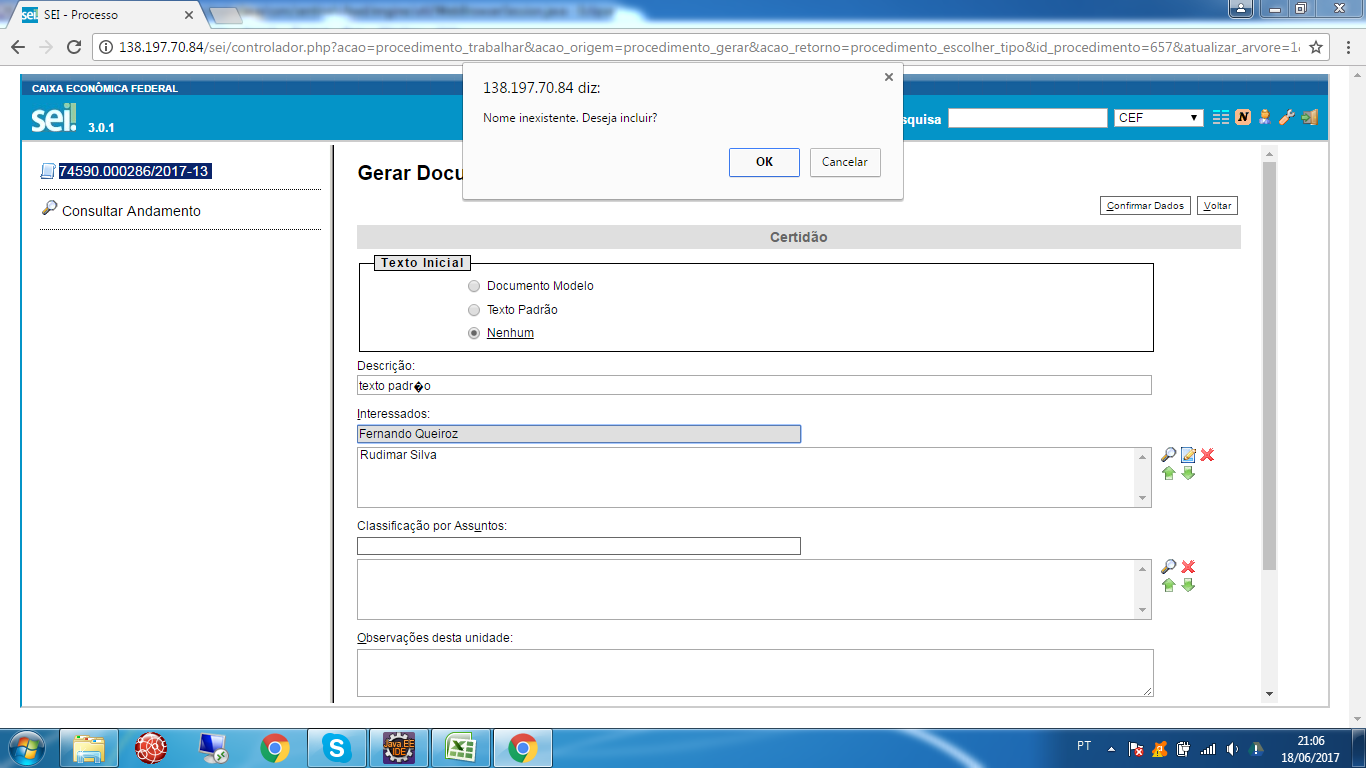 SEI - Processo
138.197.70.84/sei/controlador.php?acao=procedimento_trabalhar&acao_origem=procedimento_gerar&acao_retorno=procedimento_escolher_tipo&id_procedimento=657&atualizar_arvore=1&
CAIXA ECONÔMICA FEDERAL
sei! 3.0.1
squisa
CEF
N
138.197.70.84 diz:
Nome inexistente. Deseja incluir?
OK
Cancelar
74590.000286/2017-13
Consultar Andamento
Gerar Docu
Confirmar Dados
Voltar
Certidão
Texto Inicial
Documento Modelo
Texto Padrão
Nenhum
Descrição:
texto padr�o
Interessados:
Fernando Queiroz
Rudimar Silva
Classificação por Assuntos:
Observações desta unidade:
Java EE
IDE
PT
21:06
18/06/2017